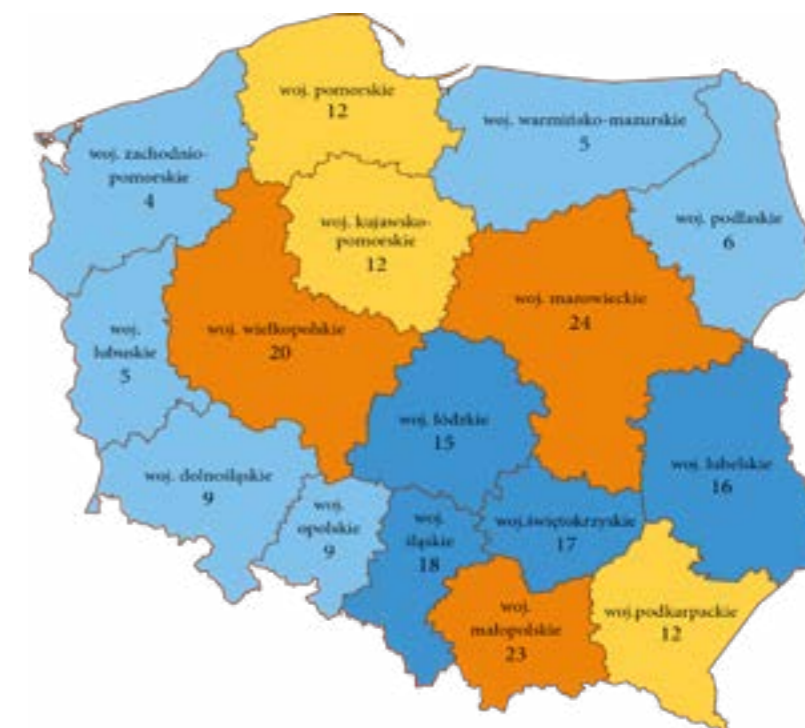 woj. pomorskie
12
woj. warmińsko-mazurskie
5
woj. zachodnio-
pomorskie
4
woj. podlaskie
6
woj. kujawsko-
pomorskie
12
woj. mazowieckie
24
woj. wielkopolskie
20
woj.
lubuskie
5
woj. łódzkie
15
woj. lubelskie
16
woj. dolnośląskie
9
woj.
opolskie
9
woj.
śląskie
18
woj.świętokrzyskie
17
woj.
małopolskie
23
woj.podkarpackie
12